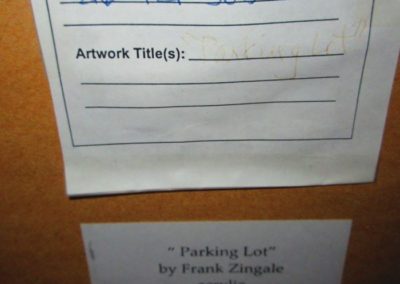 Artwork Title(s): "Parking Lot"
" Parking Lot"
by Frank Zingale